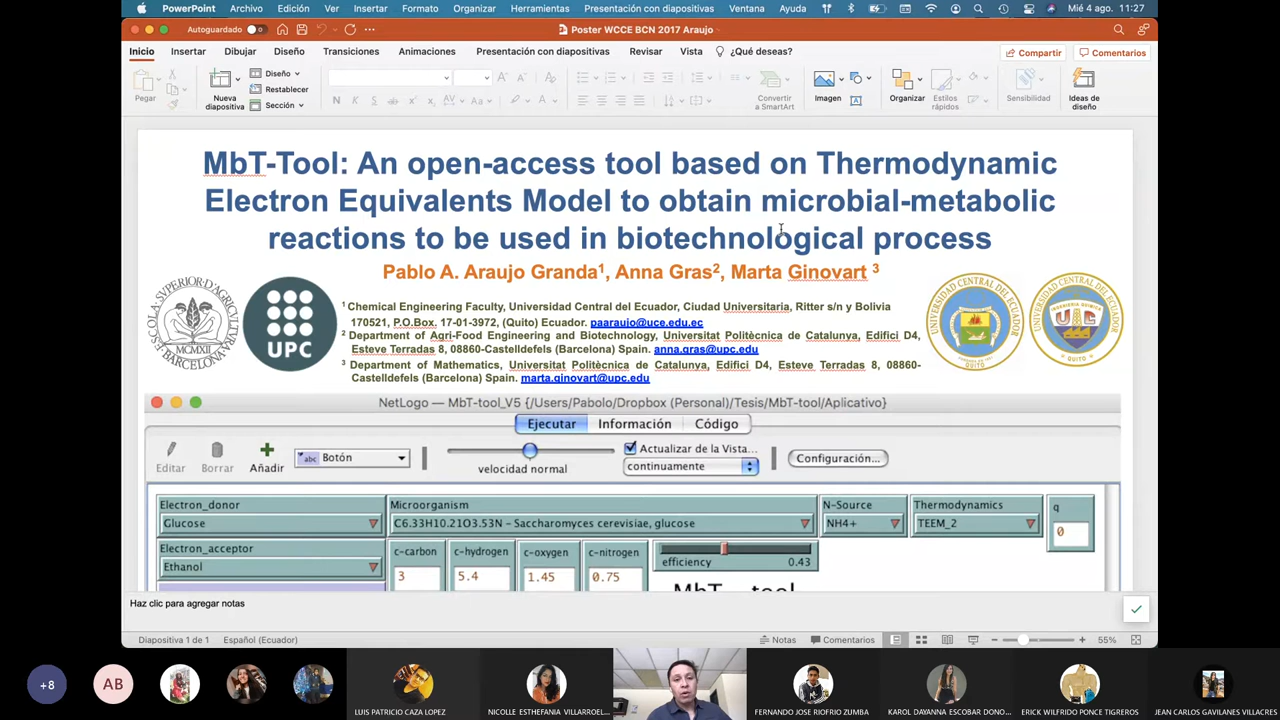 PowerPoint Archivo Edición Ver Insertar Formato Organizar Herramientas Presentación con diapositivas Ventana Ayuda Mié 4 ago. 11:27
Autoguardado Poster WCCE BCN 2017 Araujo
Inicio Insertar Dibujar Diseño Transiciones Animaciones Presentación con diapositivas Revisar Vista ¿Qué deseas? Compartir Comentarios
Pegar
Nueva diapositiva
Diseño
Restablecer
Sección
N K S
Convertir a SmartArt
Imagen
Organizar
Estilos rápidos
Sensibilidad
Ideas de diseño
MbT-Tool: An open-access tool based on Thermodynamic
Electron Equivalents Model to obtain microbial-metabolic
reactions to be used in biotechnological process
Pablo A. Araujo Granda1, Anna Gras2, Marta Ginovart 3
1 Chemical Engineering Faculty, Universidad Central del Ecuador, Ciudad Universitaria, Ritter s/n y Bolivia
170521, P.O.Box. 17-01-3972, (Quito) Ecuador. paaraujo@uce.edu.ec
2 Department of Agri-Food Engineering and Biotechnology, Universitat Politècnica de Catalunya, Edifici D4,
Esteve Terradas 8, 08860-Castelldefels (Barcelona) Spain. anna.gras@upc.edu
3 Department of Mathematics, Universitat Politècnica de Catalunya, Edifici D4, Esteve Terradas 8, 08860-
Castelldefels (Barcelona) Spain. marta.ginovart@upc.edu
UPC
NetLogo — MbT-tool_V5 {/Users/Pabolo/Dropbox (Personal)/Tesis/MbT-tool/Aplicativo}
Ejecutar Información Código
Editar Borrar Añadir
abc Botón
velocidad normal
Actualizar de la Vista...
continuamente
Configuración...
Electron_donor
Glucose
Microorganism
C6.33H10.21O3.53N - Saccharomyces cerevisiae, glucose
N-Source
NH4+
Thermodynamics
TEEM_2
q
0
Electron_acceptor
Ethanol
c-carbon
3
c-hydrogen
5.4
c-oxygen
1.45
c-nitrogen
0.75
efficiency 0.43
Haz clic para agregar notas
Diapositiva 1 de 1 Español (Ecuador) Notas Comentarios 55%
+8
AB
LUIS PATRICIO CAZA LOPEZ
NICOLLE ESTHEFANIA VILLARROEL...
FERNANDO JOSE RIOFRIO ZUMBA
KAROL DAYANNA ESCOBAR DONO...
ERICK WILFRIDO PONCE TIGREROS
JEAN CARLOS GAVILANES VILLACRES